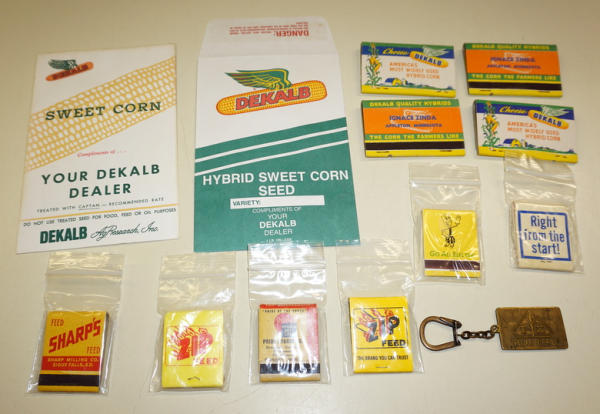 DEKALB
SWEET CORN
Compliments of...
YOUR DEKALB
DEALER
TREATED WITH CAPTAN — RECOMMENDED RATE
DO NOT USE TREATED SEED FOR FOOD, FEED OR OIL PURPOSES
DEKALB AgResearch, Inc.
DANGER:
DEKALB
HYBRID SWEET CORN
SEED
VARIETY:
COMPLIMENTS OF
YOUR
DEKALB
DEALER
Choose DEKALB
AMERICA'S
MOST WIDELY USED
HYBRID CORN
DEKALB QUALITY HYBRIDS
IGNACE ZINDA
APPLETON, MINNESOTA
THE CORN THE FARMERS LIKE
DEKALB QUALITY HYBRIDS
IGNACE ZINDA
APPLETON, MINNESOTA
THE CORN THE FARMERS LIKE
Choose DEKALB
AMERICA'S
MOST WIDELY USED
HYBRID CORN
Right
from the
start!
FEED
SHARP'S
FEED
SHARP MILLING CO.
SIOUX FALLS, S.D.
ZIP
FEED
ZIP
FEED
THE BRAND YOU CAN TRUST